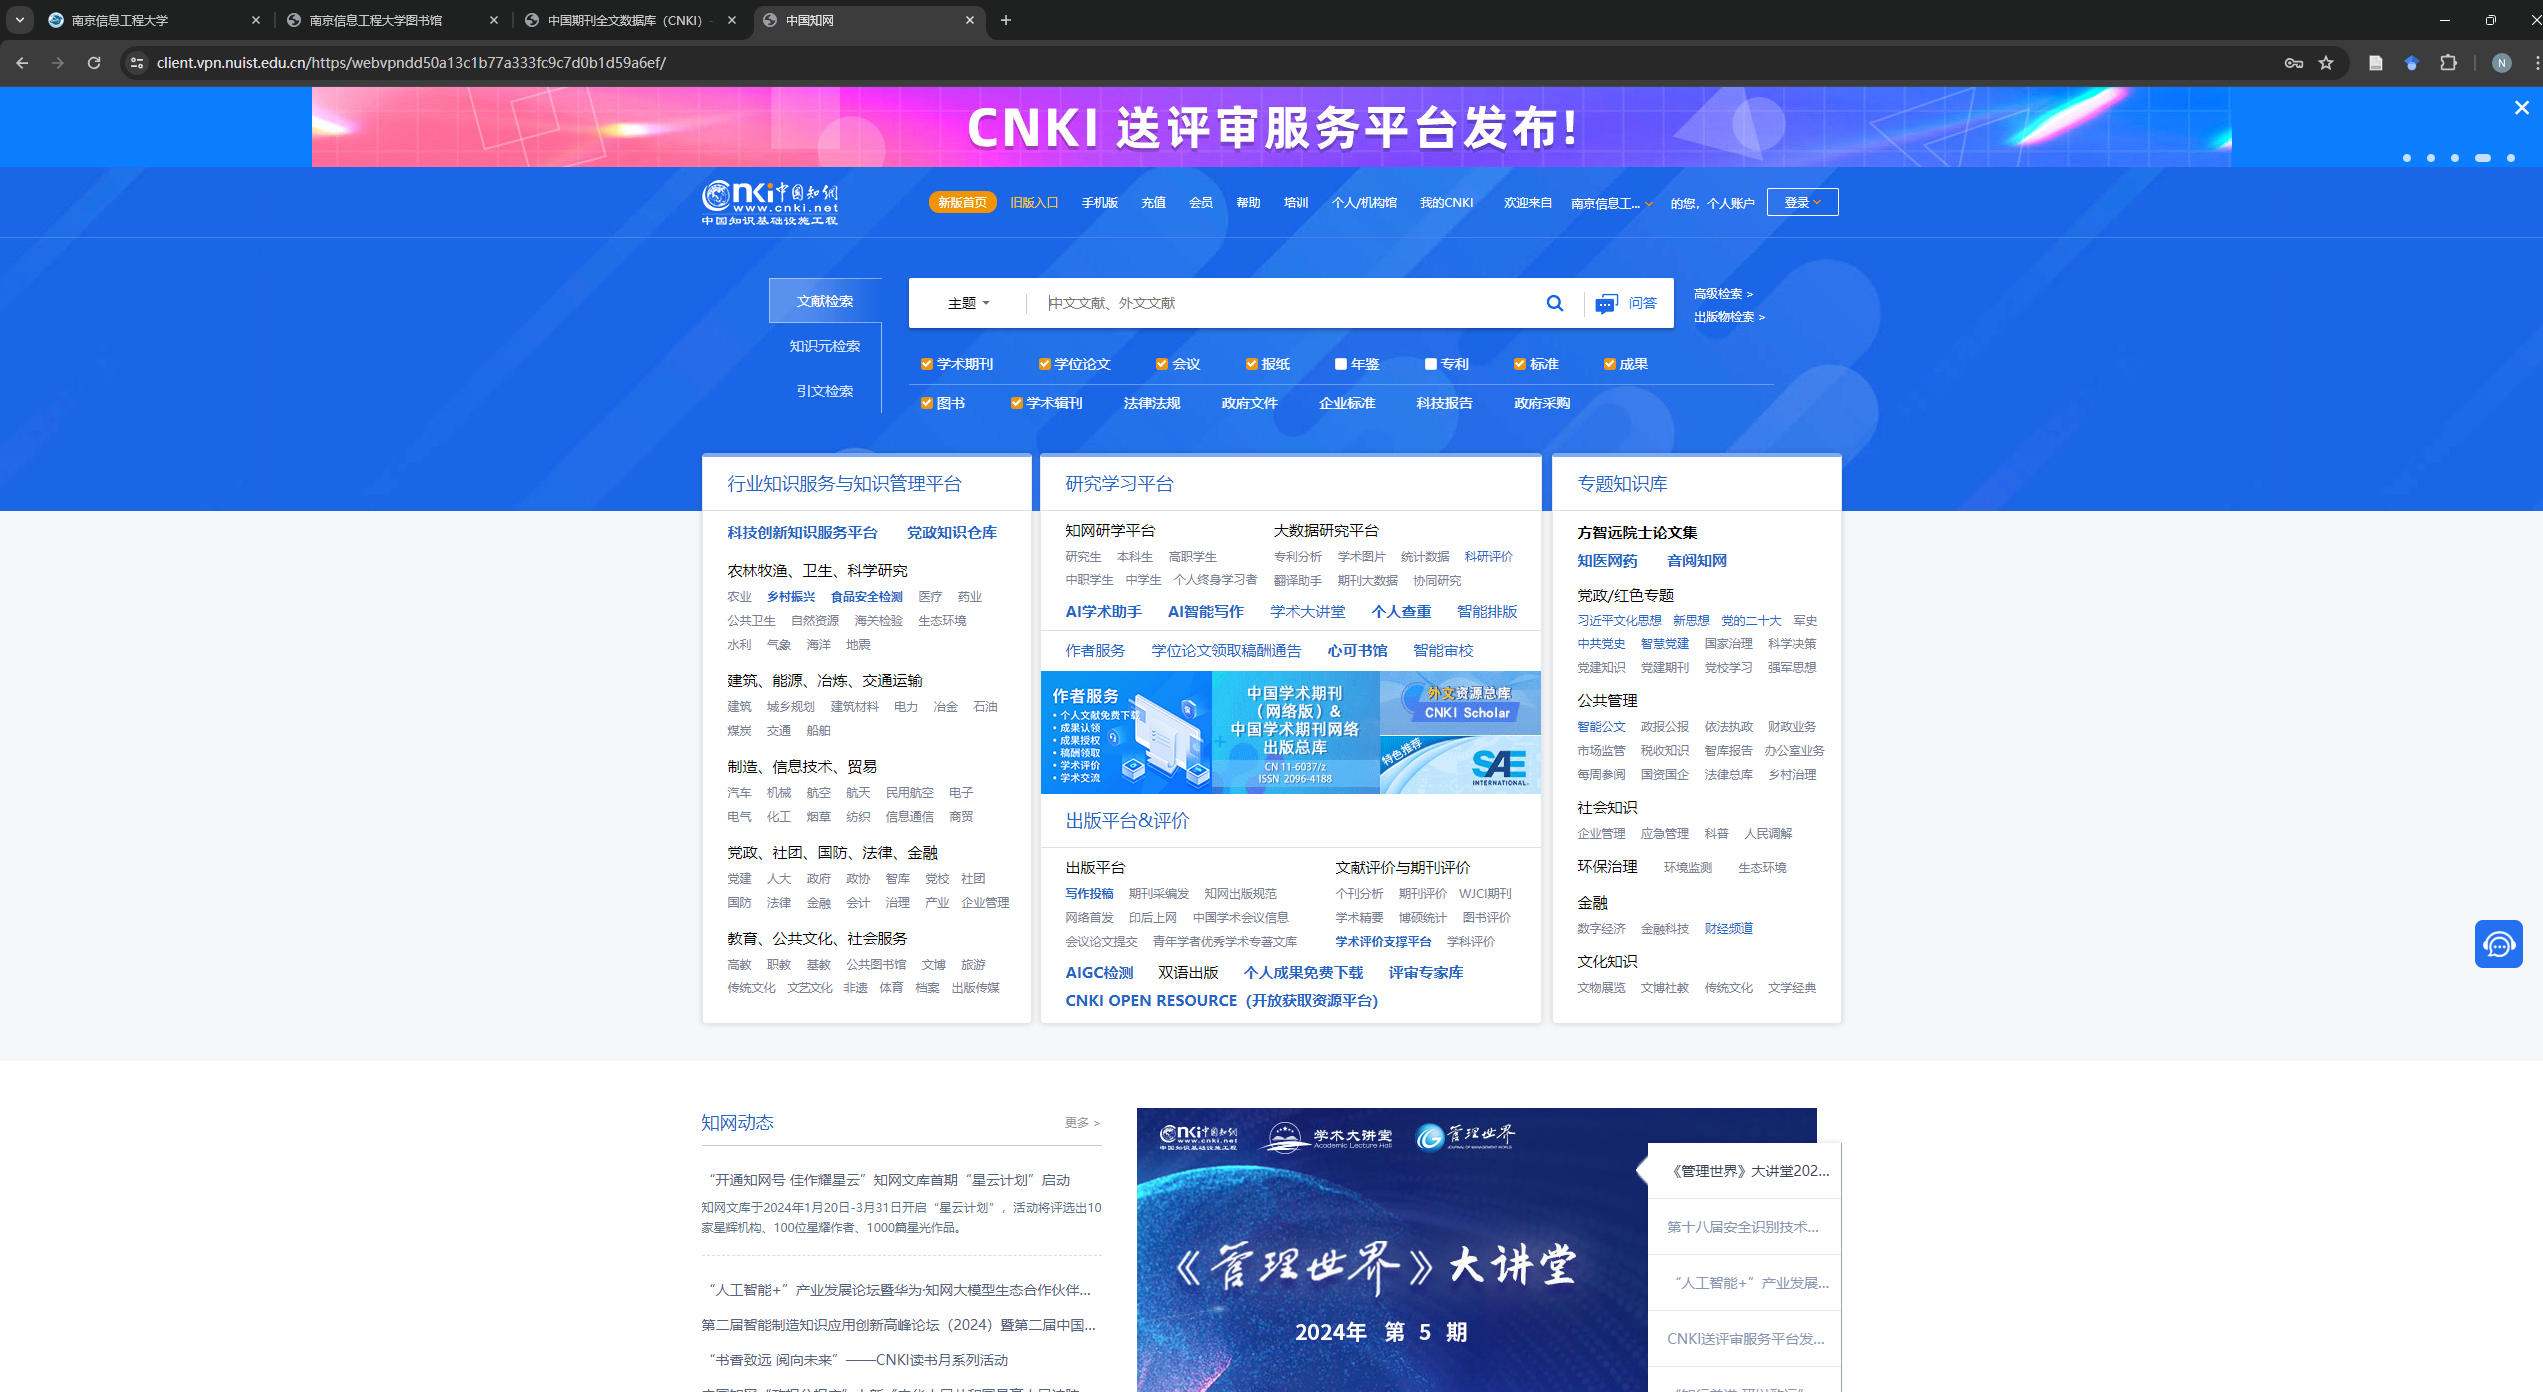 南京信息工程大学
南京信息工程大学图书馆
中国期刊全文数据库（CNKI） -
中国知网
client.vpn.nuist.edu.cn/https/webvpndd50a13c1b77a333fc9c7d0b1d59a6ef/
N
CNKI 送评审服务平台发布!
cnki中国知网
www.cnki.net
中国知识基础设施工程
新版首页 旧版入口 手机版 充值 会员 帮助 培训 个人/机构馆 我的CNKI 欢迎来自 南京信息工... 的您，个人账户 登录
文献检索
知识元检索
引文检索
主题 中文文献、外文文献 问答
高级检索 >
出版物检索 >
学术期刊 学位论文 会议 报纸 年鉴 专利 标准 成果
图书 学术辑刊 法律法规 政府文件 企业标准 科技报告 政府采购
行业知识服务与知识管理平台
科技创新知识服务平台 党政知识仓库
农林牧渔、卫生、科学研究
农业 乡村振兴 食品安全检测 医疗 药业
公共卫生 自然资源 海关检验 生态环境
水利 气象 海洋 地震
建筑、能源、冶炼、交通运输
建筑 城乡规划 建筑材料 电力 冶金 石油
煤炭 交通 船舶
制造、信息技术、贸易
汽车 机械 航空 航天 民用航空 电子
电气 化工 烟草 纺织 信息通信 商贸
党政、社团、国防、法律、金融
党建 人大 政府 政协 智库 党校 社团
国防 法律 金融 会计 治理 产业 企业管理
教育、公共文化、社会服务
高教 职教 基教 公共图书馆 文博 旅游
传统文化 文艺文化 非遗 体育 档案 出版传媒
研究学习平台
知网研学平台
研究生 本科生 高职学生
中职学生 中学生 个人终身学习者
大数据研究平台
专利分析 学术图片 统计数据 科研评价
翻译助手 期刊大数据 协同研究
AI学术助手 AI智能写作 学术大讲堂 个人查重 智能排版
作者服务 学位论文领取稿酬通告 心可书馆 智能审校
作者服务
• 个人文献免费下载
• 成果认领
• 成果授权
• 稿酬领取
• 学术评价
• 学术交流
中国学术期刊
（网络版）&
中国学术期刊网络
出版总库
CN 11-6037/z
ISSN 2096-4188
外文资源总库
CNKI Scholar
特色推荐
SAE
INTERNATIONAL.
出版平台&评价
出版平台
写作投稿 期刊采编发 知网出版规范
网络首发 印后上网 中国学术会议信息
会议论文提交 青年学者优秀学术专著文库
文献评价与期刊评价
个刊分析 期刊评价 WJCI期刊
学术精要 博硕统计 图书评价
学术评价支撑平台 学科评价
AIGC检测 双语出版 个人成果免费下载 评审专家库
CNKI OPEN RESOURCE（开放获取资源平台）
专题知识库
方智远院士论文集
知医网药 音阅知网
党政/红色专题
习近平文化思想 新思想 党的二十大 军史
中共党史 智慧党建 国家治理 科学决策
党建知识 党建期刊 党校学习 强军思想
公共管理
智能公文 政报公报 依法执政 财政业务
市场监管 税收知识 智库报告 办公室业务
每周参阅 国资国企 法律总库 乡村治理
社会知识
企业管理 应急管理 科普 人民调解
环保治理 环境监测 生态环境
金融
数字经济 金融科技 财经频道
文化知识
文物展览 文博社教 传统文化 文学经典
知网动态 更多 >
“开通知网号 佳作耀星云”知网文库首期“星云计划”启动
知网文库于2024年1月20日-3月31日开启“星云计划”，活动将评选出10
家星辉机构、100位星耀作者、1000篇星光作品。
“人工智能+”产业发展论坛暨华为·知网大模型生态合作伙伴...
第二届智能制造知识应用创新高峰论坛（2024）暨第二届中国...
“书香致远 阅向未来”——CNKI读书月系列活动
cnki中国知网
www.cnki.net
中国知识基础设施工程
学术大讲堂
Academic Lecture Hall
管理世界
JOURNAL OF MANAGEMENT WORLD
《管理世界》大讲堂
2024年 第 5 期
《管理世界》大讲堂202...
第十八届安全识别技术...
“人工智能+”产业发展...
CNKI送评审服务平台发...